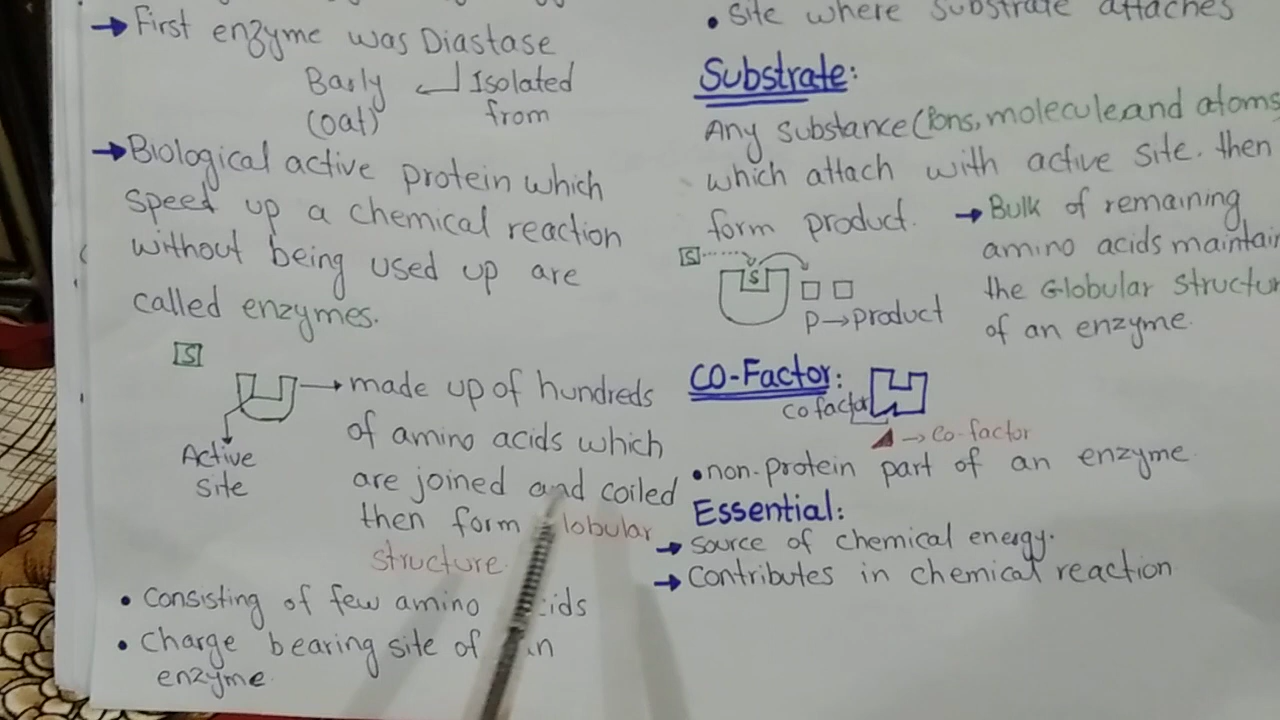 → First enzyme was Diastase
Barly ↲ Isolated
(oat) from
→ Biological active protein which
speed up a chemical reaction
without being used up are
called enzymes.
S
→ made up of hundreds
of amino acids which
are joined and coiled
then form lobular
structure.
Active
site
• Consisting of few amino cids
• Charge bearing site of n
enzyme
• Site where substrate attaches
Substrate:
Any substance (Ions, molecule and atoms
which attach with active site. then
form product.
S
S
P → product
→ Bulk of remaining
amino acids maintain
the Globular structur
of an enzyme.
CO-Factor:
Co factor
→ Co-factor
• non-protein part of an enzyme
Essential:
→ source of chemical energy.
→ Contributes in chemical reaction